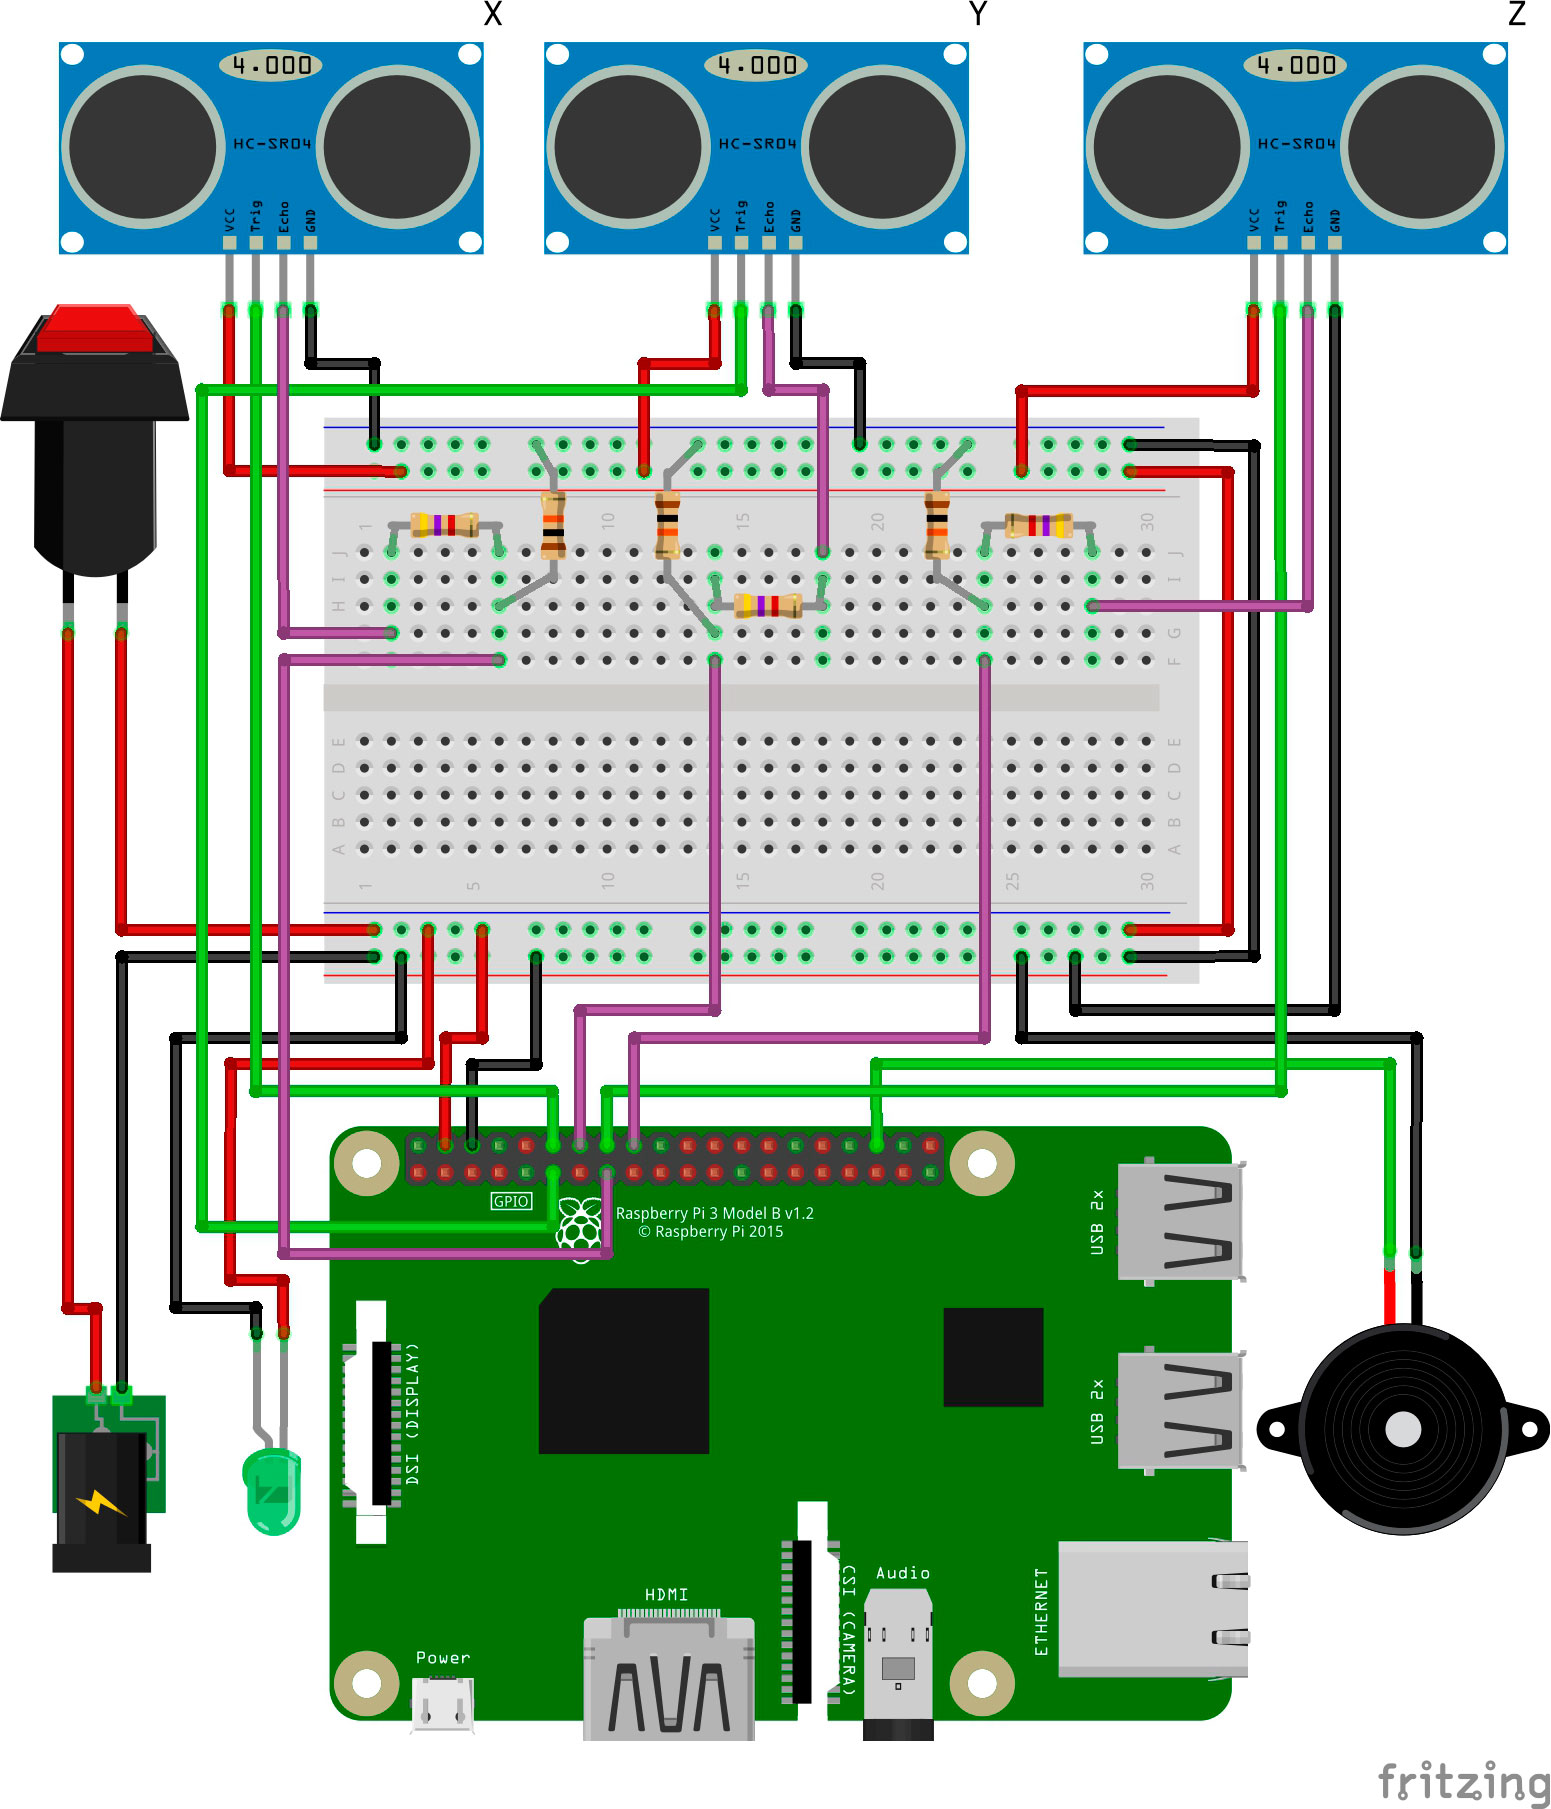 X
Y
Z
4.000
4.000
4.000
HC-SR04
HC-SR04
HC-SR04
VCC
Trig
Echo
GND
VCC
Trig
Echo
GND
VCC
Trig
Echo
GND
1
10
15
20
30
J
J
I
I
H
G
G
F
F
E
E
D
D
C
C
B
B
A
A
1
5
10
15
20
25
30
GPIO
Raspberry Pi 3 Model B v1.2
© Raspberry Pi 2015
USB 2x
DSI (DISPLAY)
USB 2x
CSI (CAMERA)
Audio
HDMI
ETHERNET
Power
fritzing